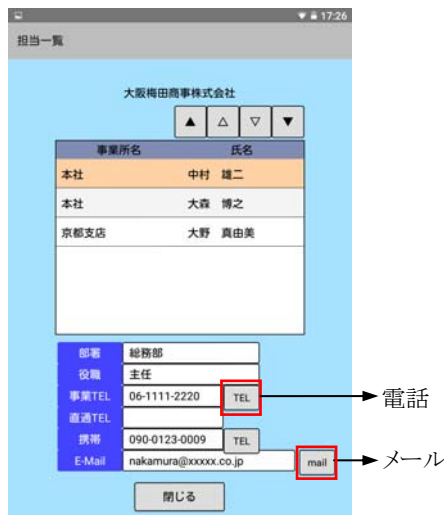 17:26
担当一覧
大阪梅田商事株式会社
▲ △ ▽ ▼
事業所名 氏名
本社 中村 雄二
本社 大森 博之
京都支店 大野 真由美
部署 総務部
役職 主任
事業TEL 06-1111-2220 TEL → 電話
直通TEL
携帯 090-0123-0009 TEL
E-Mail nakamura@xxxxx.co.jp mail → メール
閉じる